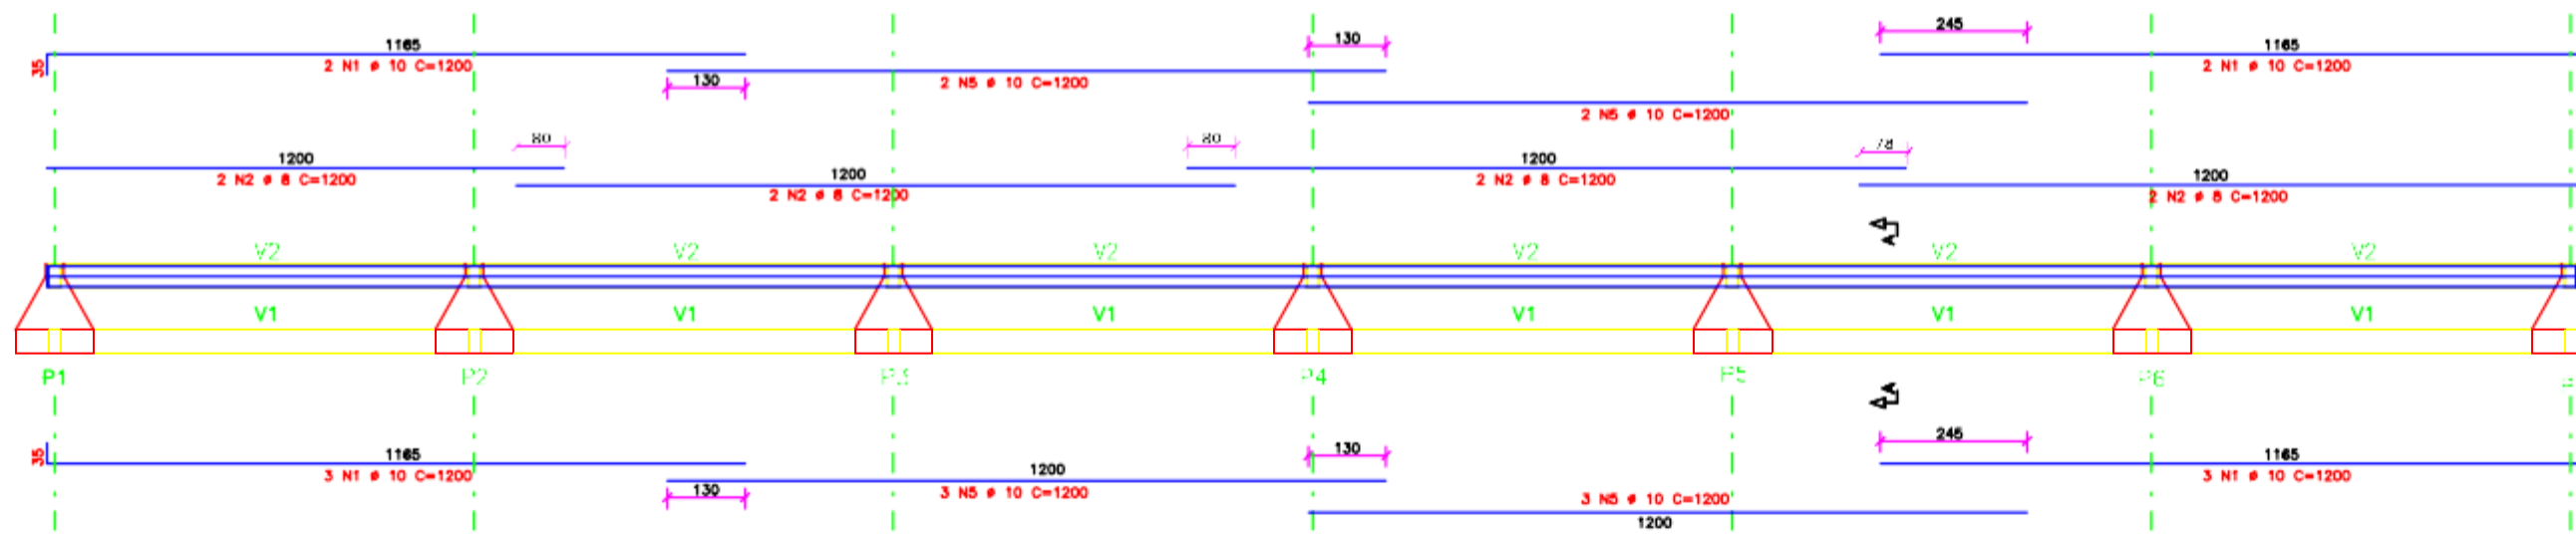 245
130
1165
1165
35
2 N1 ø 10 C=1200
2 N1 ø 10 C=1200
130
2 N5 ø 10 C=1200
2 N5 ø 10 C=1200
80
80
78
1200
1200
2 N2 ø 8 C=1200
2 N2 ø 8 C=1200
1200
1200
2 N2 ø 8 C=1200
2 N2 ø 8 C=1200
V2 V2 V2 V2 V2 V2
A
V1 V1 V1 V1 V1 V1
P1 P2 P3 P4 P5 P6
A
245
130
35
1165
1165
3 N1 ø 10 C=1200
3 N1 ø 10 C=1200
1200
130
3 N5 ø 10 C=1200
3 N5 ø 10 C=1200
1200